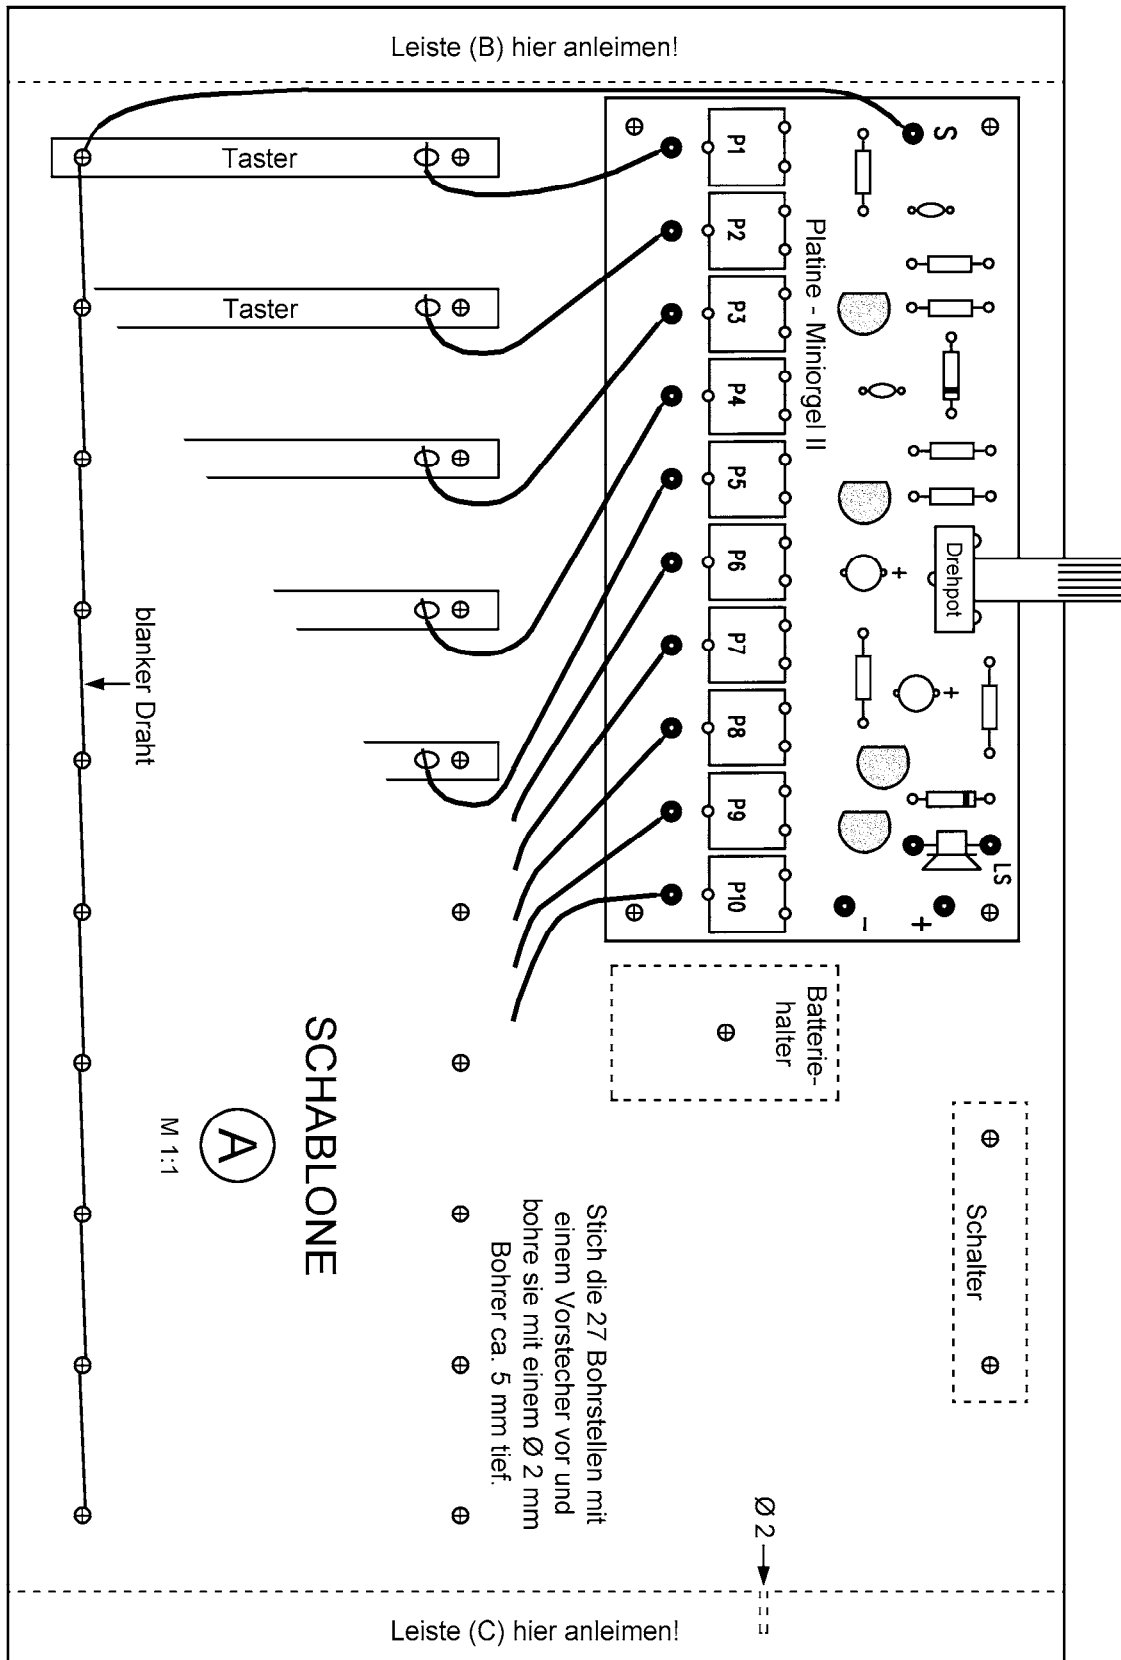 Leiste (B) hier anleimen!
S
Taster
P1
P2
Platine - Miniorgel II
Taster
P3
P4
P5
P6
Drehpot
P7
blanker Draht
+
P8
+
P9
LS
P10
-
+
Batterie-
halter
SCHABLONE
A
M 1:1
Schalter
Stich die 27 Bohrstellen mit
einem Vorstecher vor und
bohre sie mit einem Ø 2 mm
Bohrer ca. 5 mm tief.
Ø 2
Leiste (C) hier anleimen!